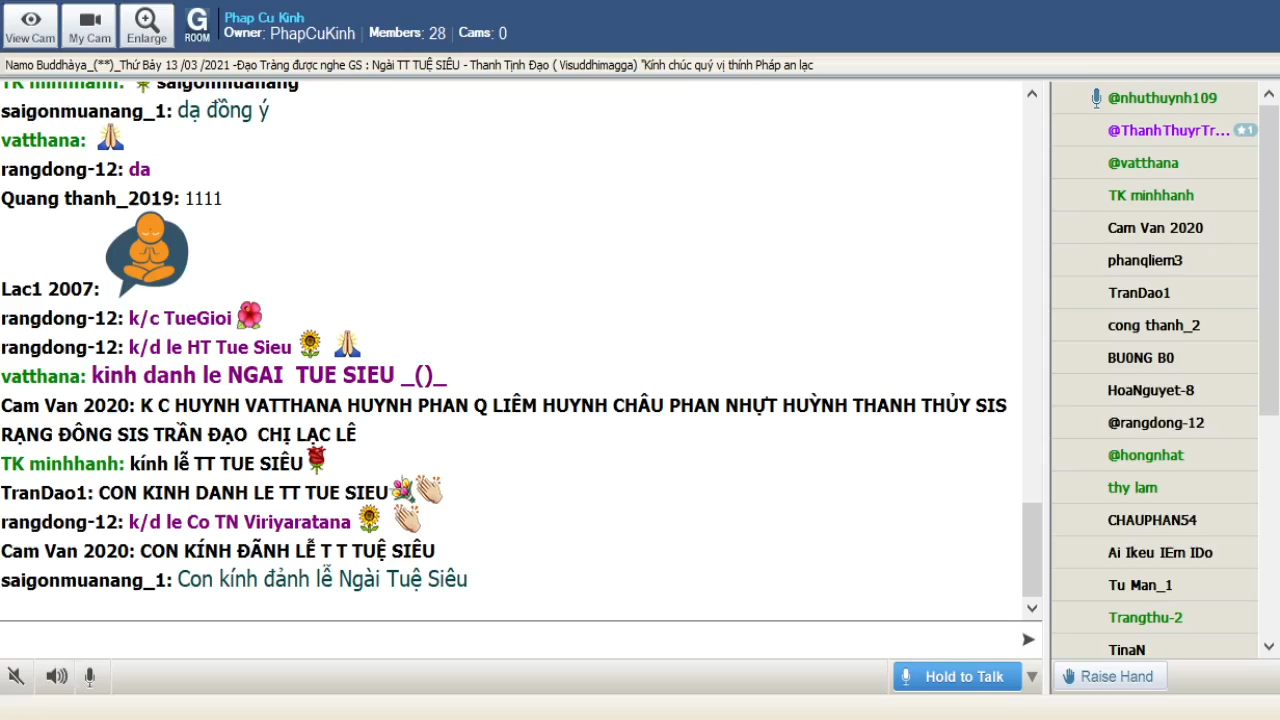 View Cam
My Cam
Enlarge
G
ROOM
Phap Cu Kinh
Owner: PhapCuKinh | Members: 28 | Cams: 0
Namo Buddhàya_(**)_Thứ Bảy 13 /03 /2021 -Đạo Tràng được nghe GS : Ngài TT TUỆ SIÊU - Thanh Tịnh Đạo ( Visuddhimagga) "Kính chúc quý vị thính Pháp an lạc
TK minhhanh: saigonmuanang
saigonmuanang_1: dạ đồng ý
vatthana:
rangdong-12: da
Quang thanh_2019: 1111
Lac1 2007:
rangdong-12: k/c TueGioi
rangdong-12: k/d le HT Tue Sieu
vatthana: kinh danh le NGAI TUE SIEU _()_
Cam Van 2020: K C HUYNH VATTHANA HUYNH PHAN Q LIÊM HUYNH CHÂU PHAN NHỰT HUỲNH THANH THỦY SIS
RẠNG ĐÔNG SIS TRẦN ĐẠO CHỊ LẠC LÊ
TK minhhanh: kính lễ TT TUE SIÊU
TranDao1: CON KINH DANH LE TT TUE SIEU
rangdong-12: k/d le Co TN Viriyaratana
Cam Van 2020: CON KÍNH ĐÃNH LỄ T T TUỆ SIÊU
saigonmuanang_1: Con kính đảnh lễ Ngài Tuệ Siêu
Hold to Talk
@nhuthuynh109
@ThanhThuyrTr... ★1
@vatthana
TK minhhanh
Cam Van 2020
phanqliem3
TranDao1
cong thanh_2
BU0NG B0
HoaNguyet-8
@rangdong-12
@hongnhat
thy lam
CHAUPHAN54
Ai Ikeu IEm IDo
Tu Man_1
Trangthu-2
TinaN
Raise Hand